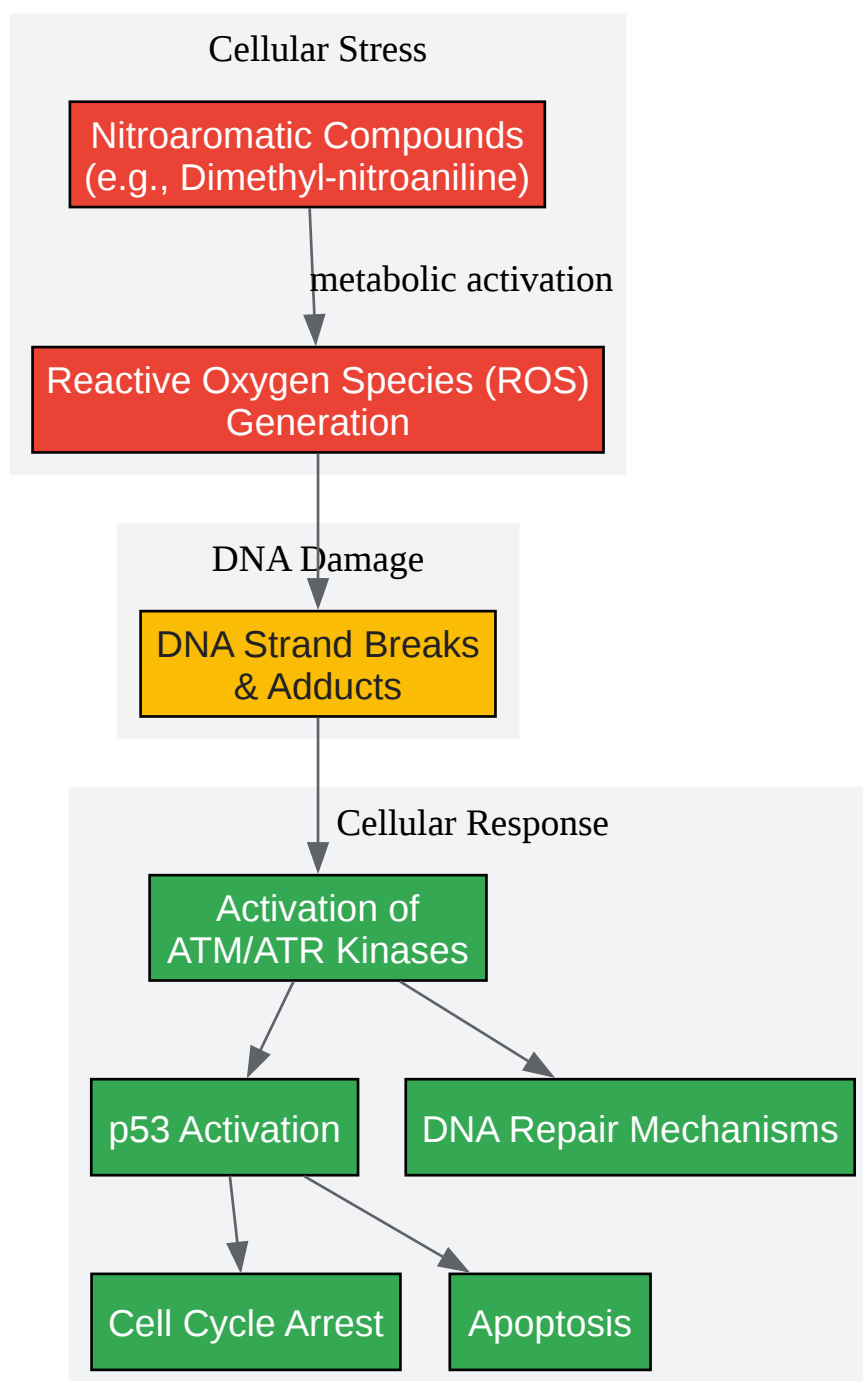 Cellular Stress
Nitroaromatic Compounds
(e.g., Dimethyl-nitroaniline)
metabolic activation
Reactive Oxygen Species (ROS)
Generation
DNA Damage
DNA Strand Breaks
& Adducts
Cellular Response
Activation of
ATM/ATR Kinases
p53 Activation
DNA Repair Mechanisms
Cell Cycle Arrest
Apoptosis